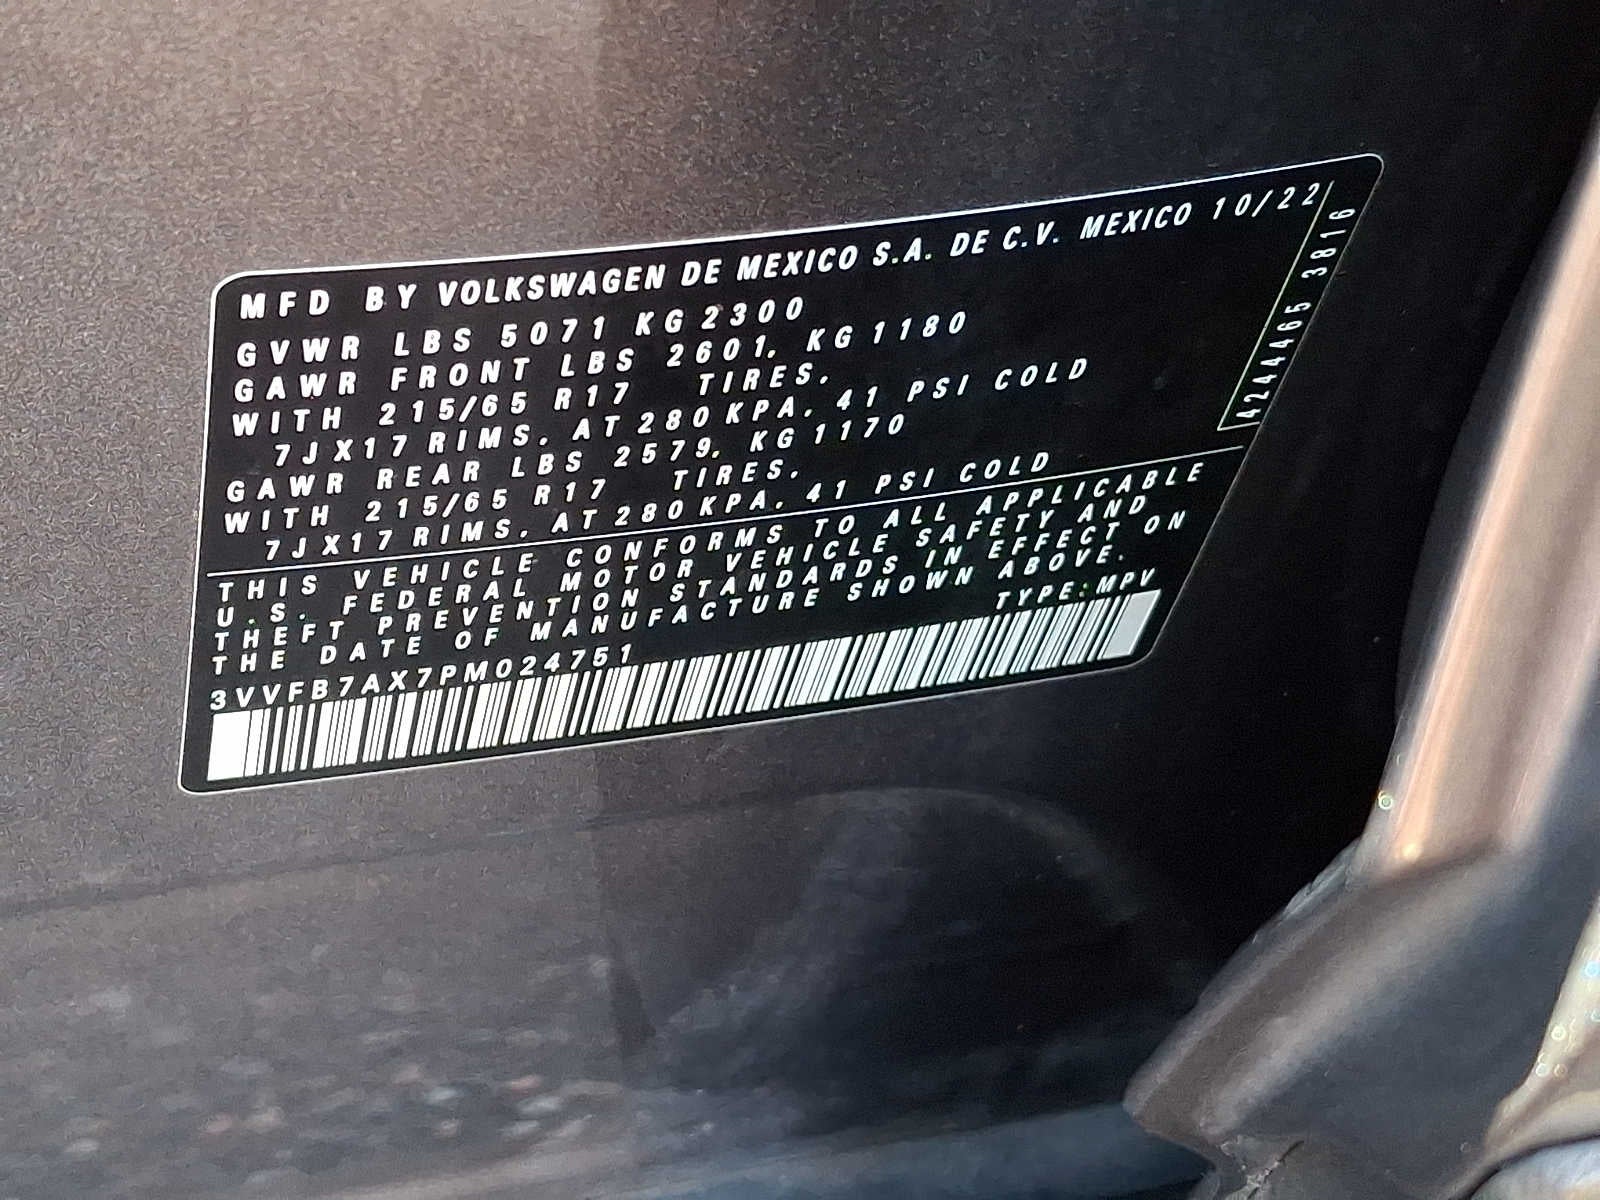 MFD BY VOLKSWAGEN DE MEXICO S.A. DE C.V. MEXICO 10/22
GVWR LBS 5071 KG 2300
GAWR FRONT LBS 2601. KG 1180
WITH 215/65 R17 TIRES.
7JX17 RIMS. AT 280 KPA. 41 PSI COLD
GAWR REAR LBS 2579. KG 1170
WITH 215/65 R17 TIRES.
7JX17 RIMS. AT 280 KPA. 41 PSI COLD
THIS VEHICLE CONFORMS TO ALL APPLICABLE
U.S. FEDERAL MOTOR VEHICLE SAFETY AND
THEFT PREVENTION STANDARDS IN EFFECT ON
THE DATE OF MANUFACTURE SHOWN ABOVE.
TYPE: MPV
3VVFB7AX7PM024751
4244465 3816